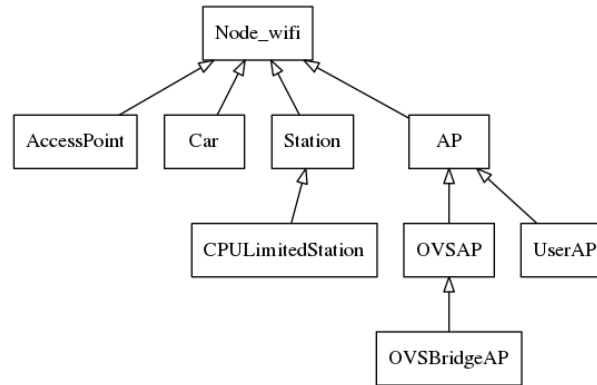 Node_wifi
AccessPoint
Car
Station
AP
CPULimitedStation
OVSAP
UserAP
OVSBridgeAP